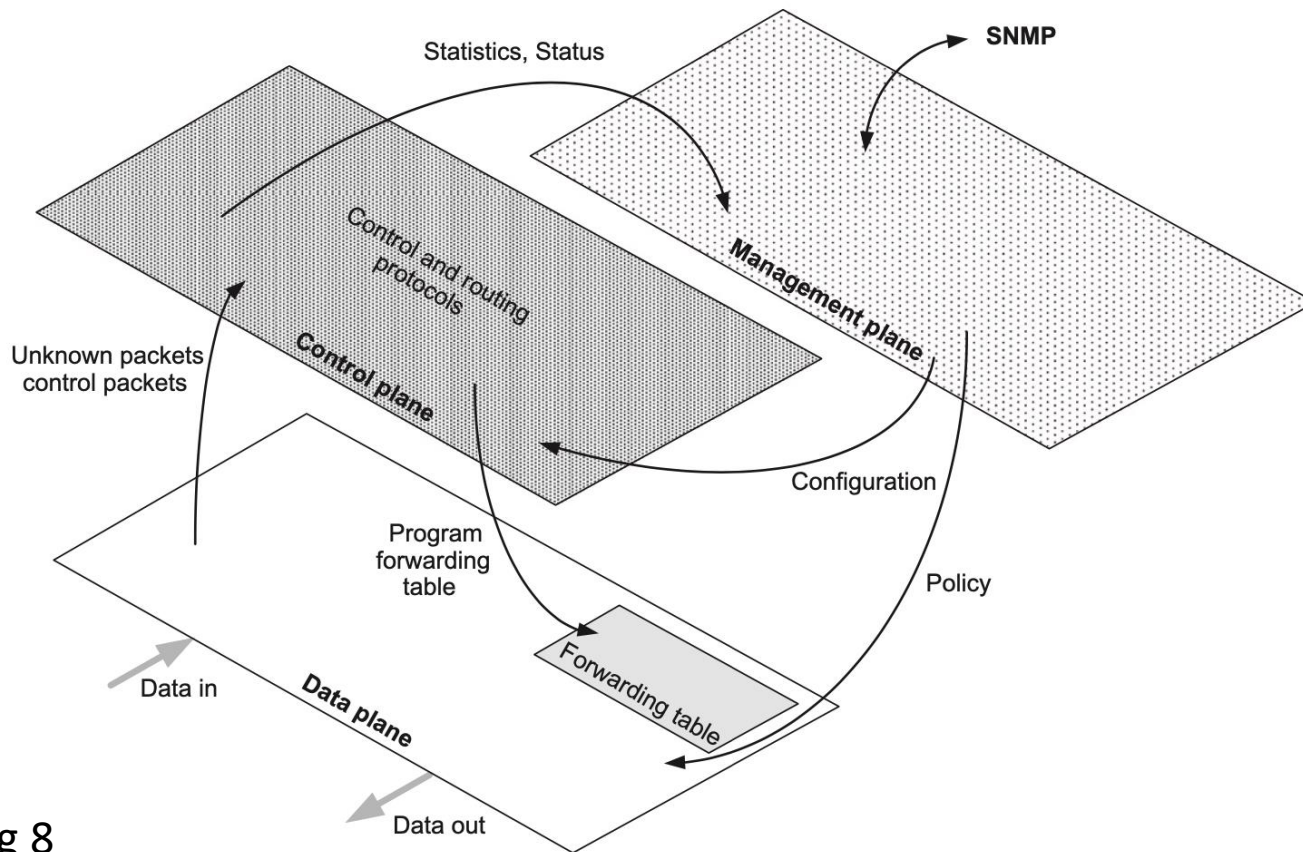 Statistics, Status
SNMP
Control and routing
protocols
Control plane
Management plane
Unknown packets
control packets
Configuration
Program
forwarding
table
Policy
Forwarding table
Data in
Data plane
Data out
g 8